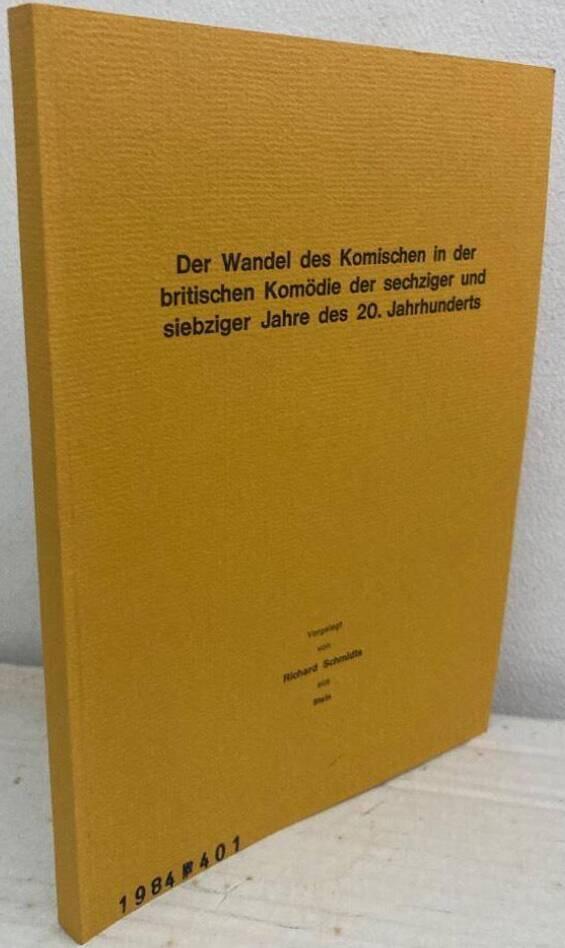 Der Wandel des Komischen in der
britischen Komödie der sechziger und
siebziger Jahre des 20. Jahrhunderts
Vorgelegt
von
Richard Schmidts
aus
Stein
1984 401